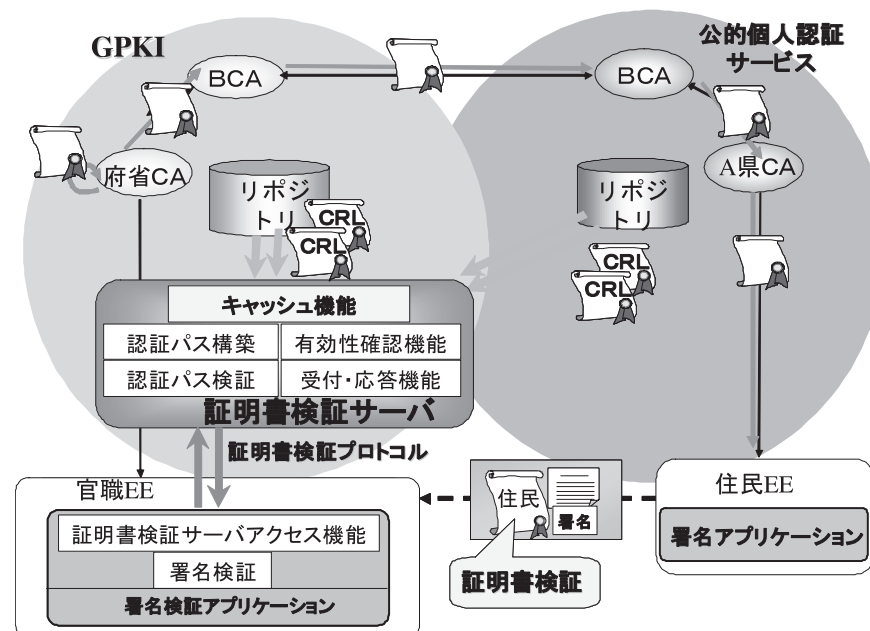 GPKI
公的個人認証
サービス
BCA
BCA
府省CA
A県CA
リポジ
トリ
CRL
CRL
リポジ
トリ
CRL
CRL
キャッシュ機能
認証パス構築
有効性確認機能
認証パス検証
受付・応答機能
証明書検証サーバ
証明書検証プロトコル
官職EE
証明書検証サーバアクセス機能
署名検証
署名検証アプリケーション
住民
署名
証明書検証
住民EE
署名アプリケーション